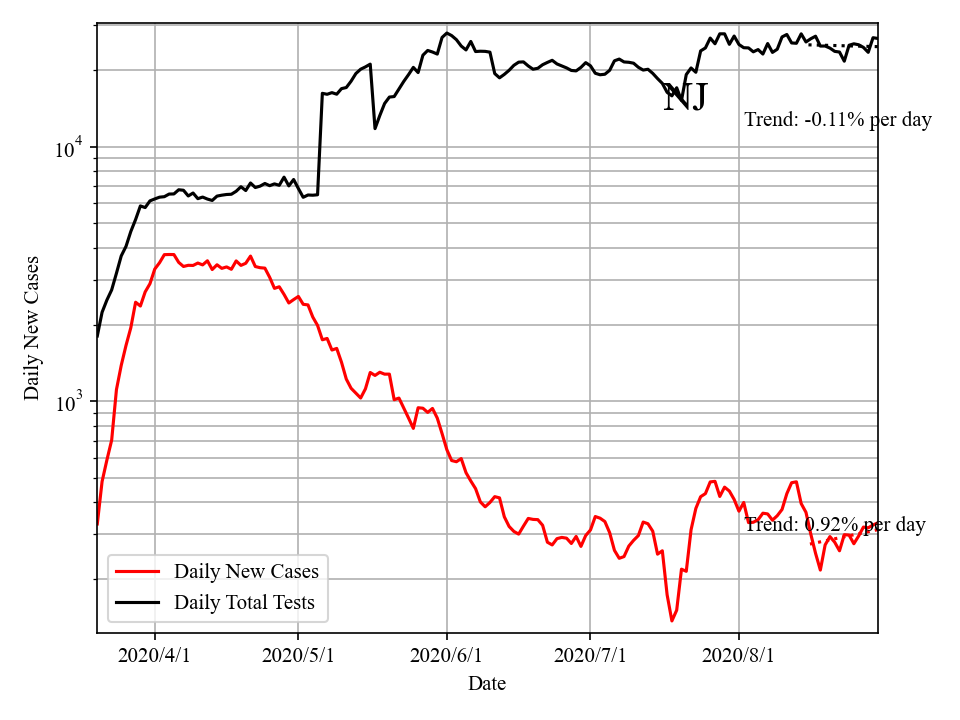 NJ
Trend: -0.11% per day
10^4
Daily New Cases
10^3
Trend: 0.92% per day
Daily New Cases
Daily Total Tests
2020/4/1 2020/5/1 2020/6/1 2020/7/1 2020/8/1
Date